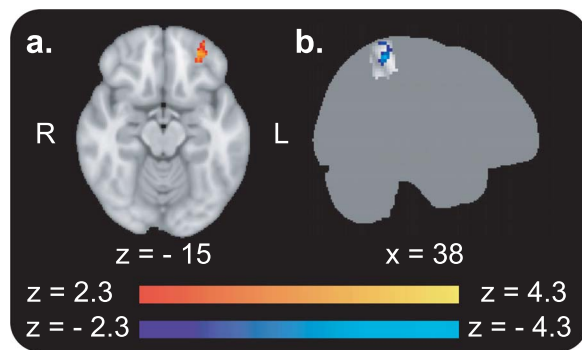 a. b.
R L
z = - 15 x = 38
z = 2.3 z = 4.3
z = - 2.3 z = - 4.3